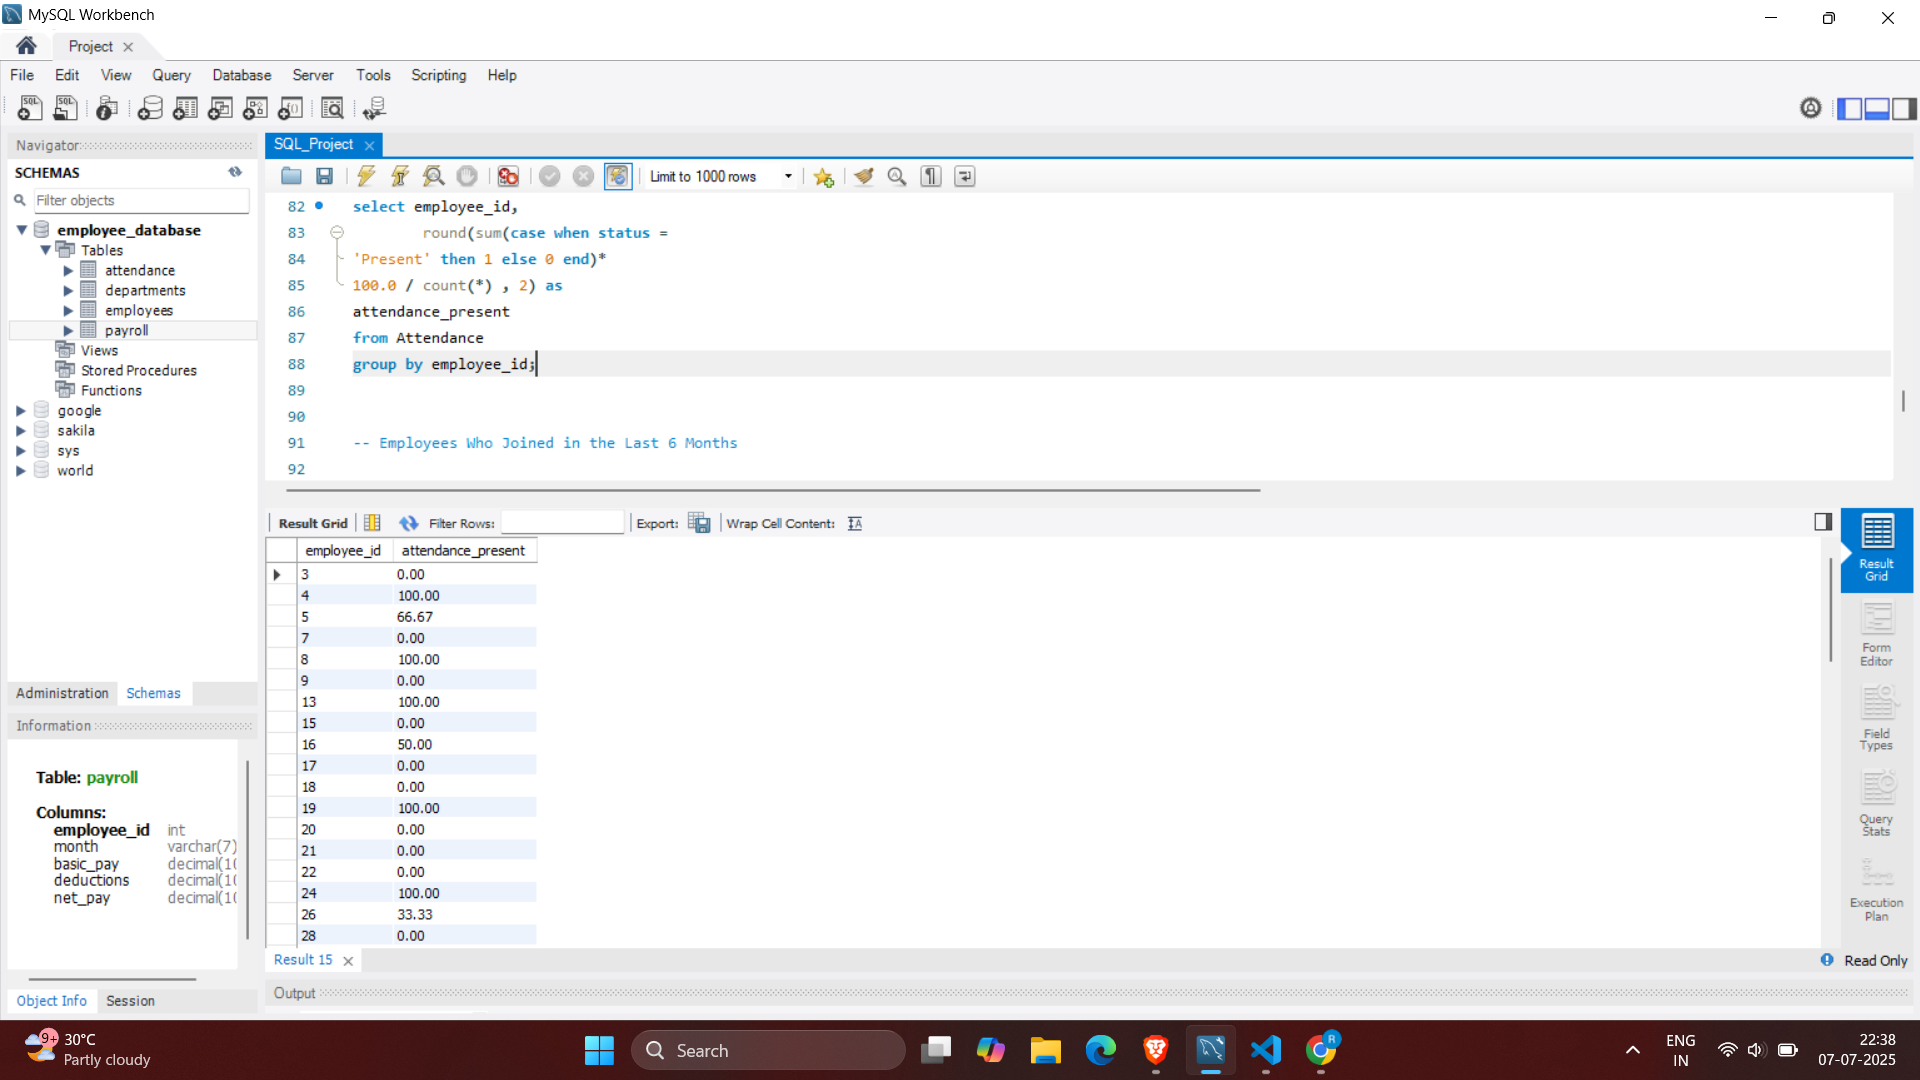 MySQL Workbench
Project
File Edit View Query Database Server Tools Scripting Help
Navigator
SCHEMAS
Filter objects
employee_database
Tables
attendance
departments
employees
payroll
Views
Stored Procedures
Functions
google
sakila
sys
world
Administration Schemas
Information
Table: payroll
Columns:
employee_id int
month varchar(7)
basic_pay decimal(10
deductions decimal(10
net_pay decimal(10
Object Info Session
SQL_Project
Limit to 1000 rows
82 select employee_id,
83 round(sum(case when status =
84 'Present' then 1 else 0 end)*
85 100.0 / count(*) , 2) as
86 attendance_present
87 from Attendance
88 group by employee_id;
89
90
91 -- Employees Who Joined in the Last 6 Months
92
Result Grid Filter Rows: Export: Wrap Cell Content:
employee_id attendance_present
3 0.00
4 100.00
5 66.67
7 0.00
8 100.00
9 0.00
13 100.00
15 0.00
16 50.00
17 0.00
18 0.00
19 100.00
20 0.00
21 0.00
22 0.00
24 100.00
26 33.33
28 0.00
Result Grid
Form Editor
Field Types
Query Stats
Execution Plan
Result 15
Read Only
Output
9+
30°C
Partly cloudy
Search
R
ENG
IN
22:38
07-07-2025